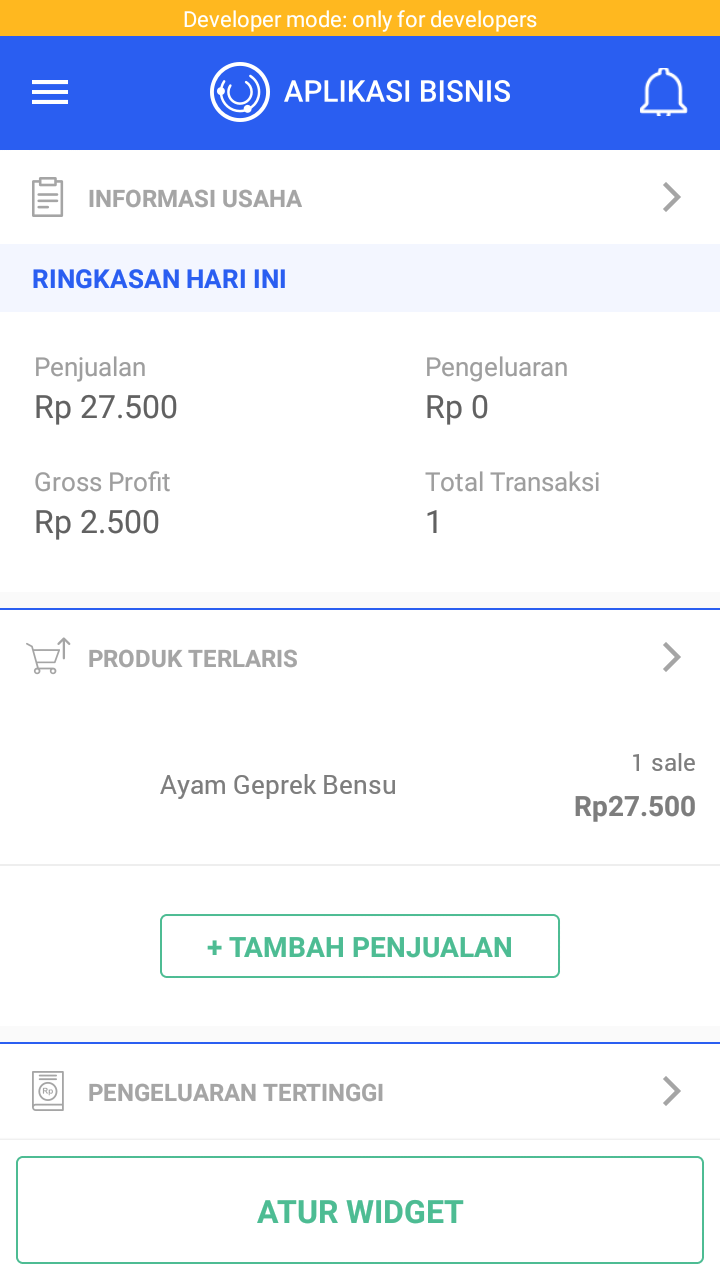 Developer mode: only for developers
APLIKASI BISNIS
INFORMASI USAHA
RINGKASAN HARI INI
Penjualan
Pengeluaran
Rp 27.500
Rp 0
Gross Profit
Total Transaksi
Rp 2.500
1
PRODUK TERLARIS
1 sale
Ayam Geprek Bensu
Rp27.500
+ TAMBAH PENJUALAN
Rp
PENGELUARAN TERTINGGI
ATUR WIDGET